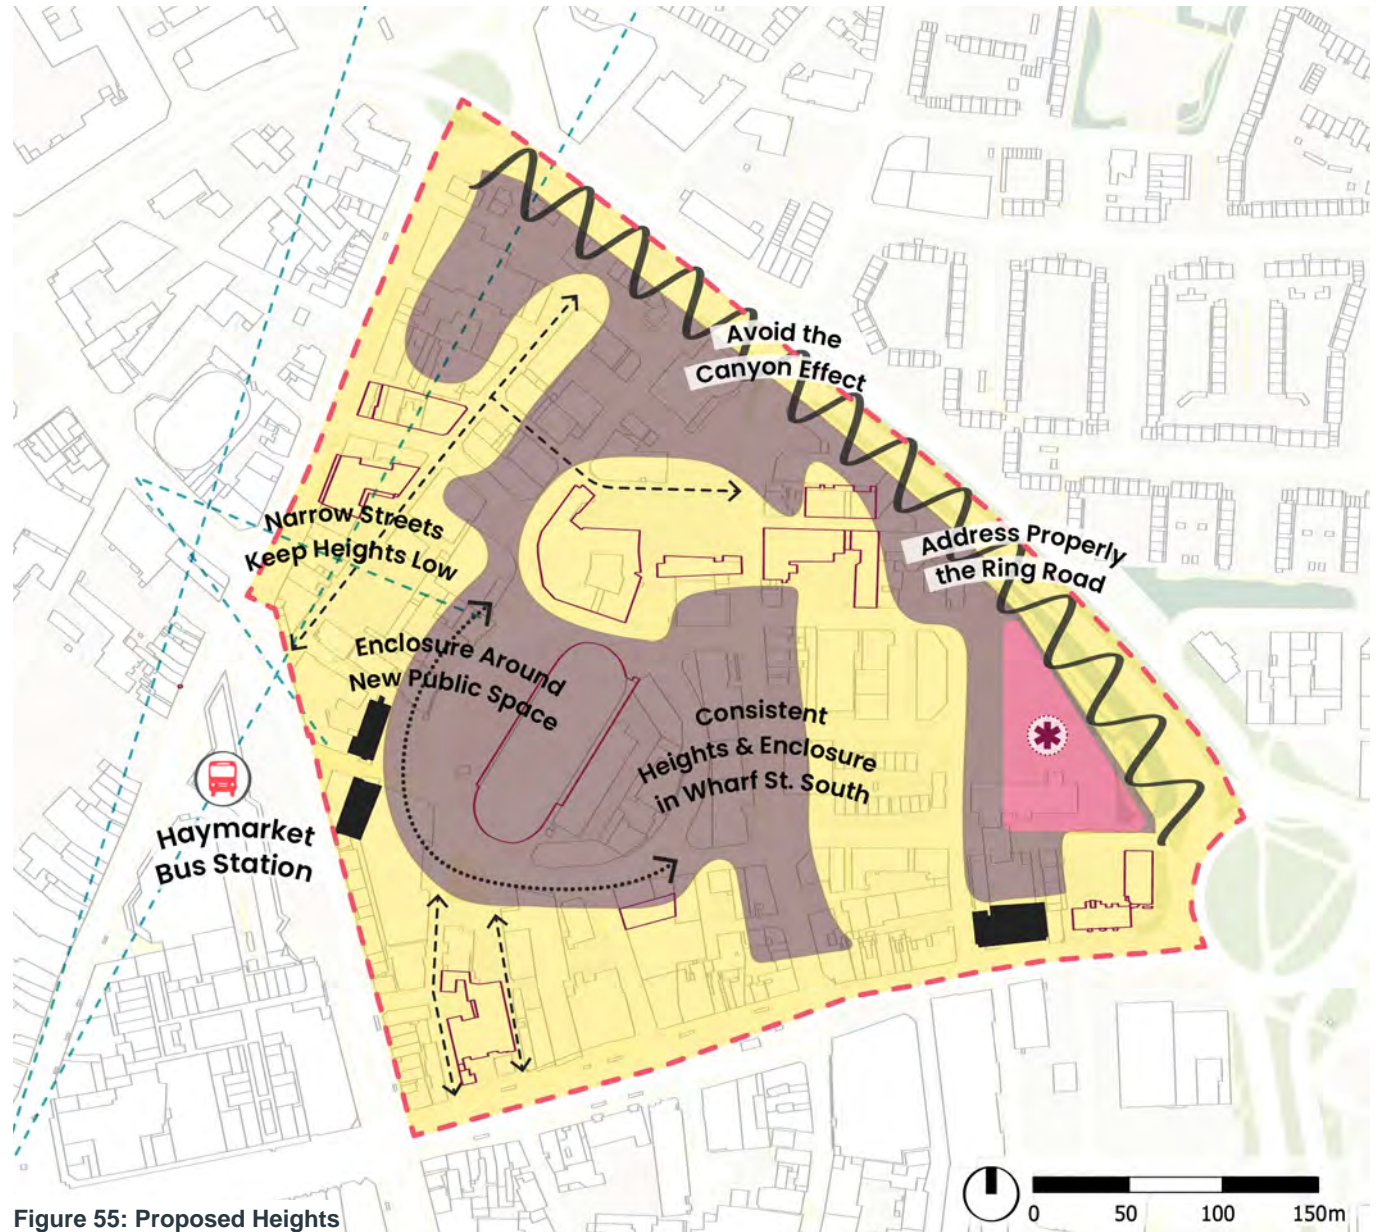 Avoid the
Canyon Effect
Narrow Streets
Keep Heights Low
Address Properly
the Ring Road
Enclosure Around
New Public Space
Consistent
Heights & Enclosure
in Wharf St. South
Haymarket
Bus Station
0 50 100 150m
Figure 55: Proposed Heights